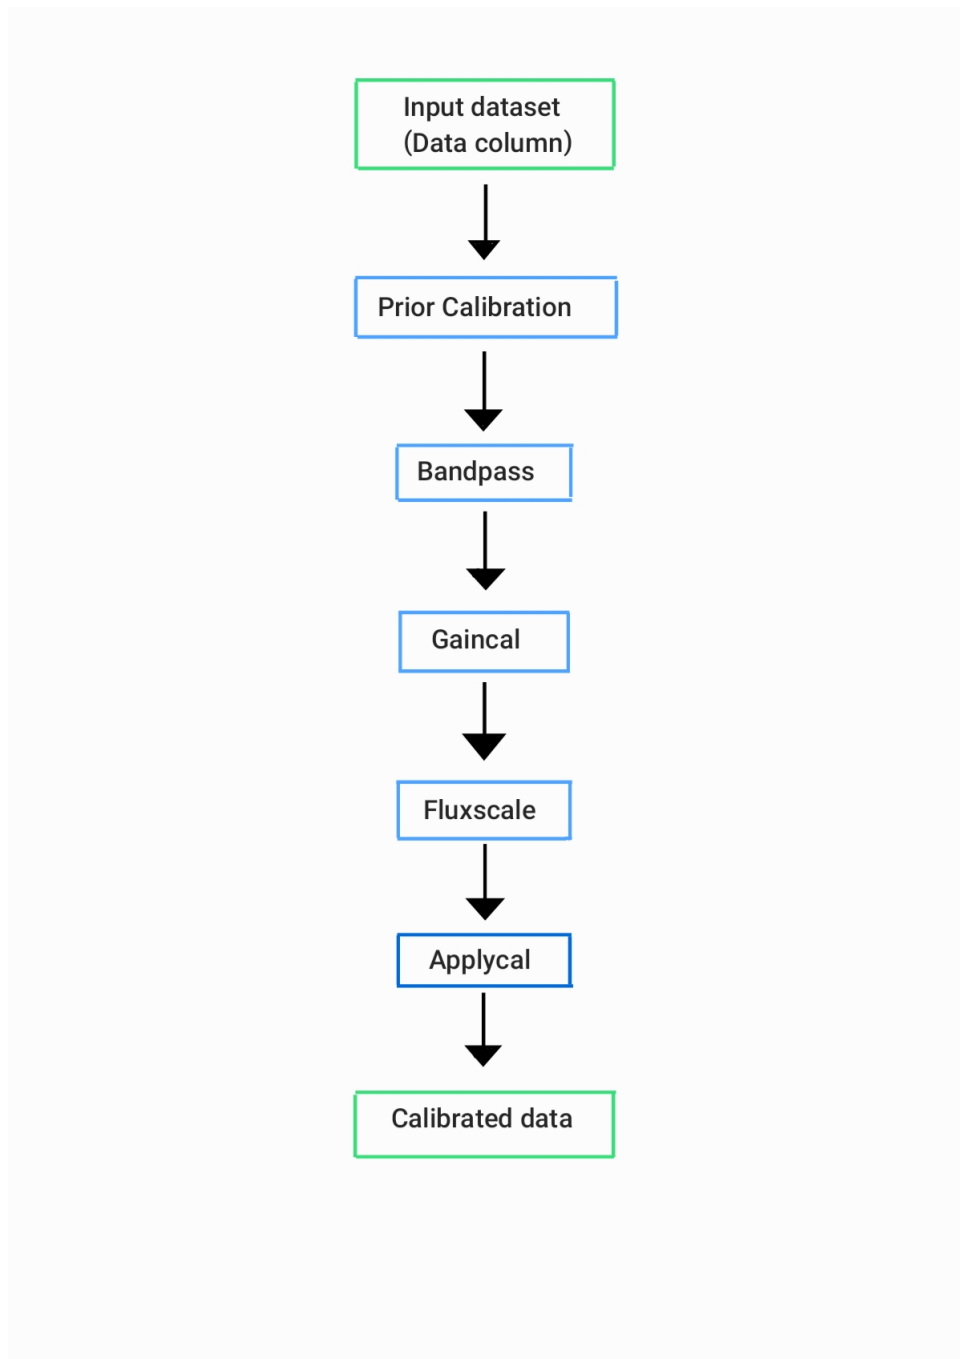 Input dataset
(Data column)
Prior Calibration
Bandpass
Gaincal
Fluxscale
Applycal
Calibrated data